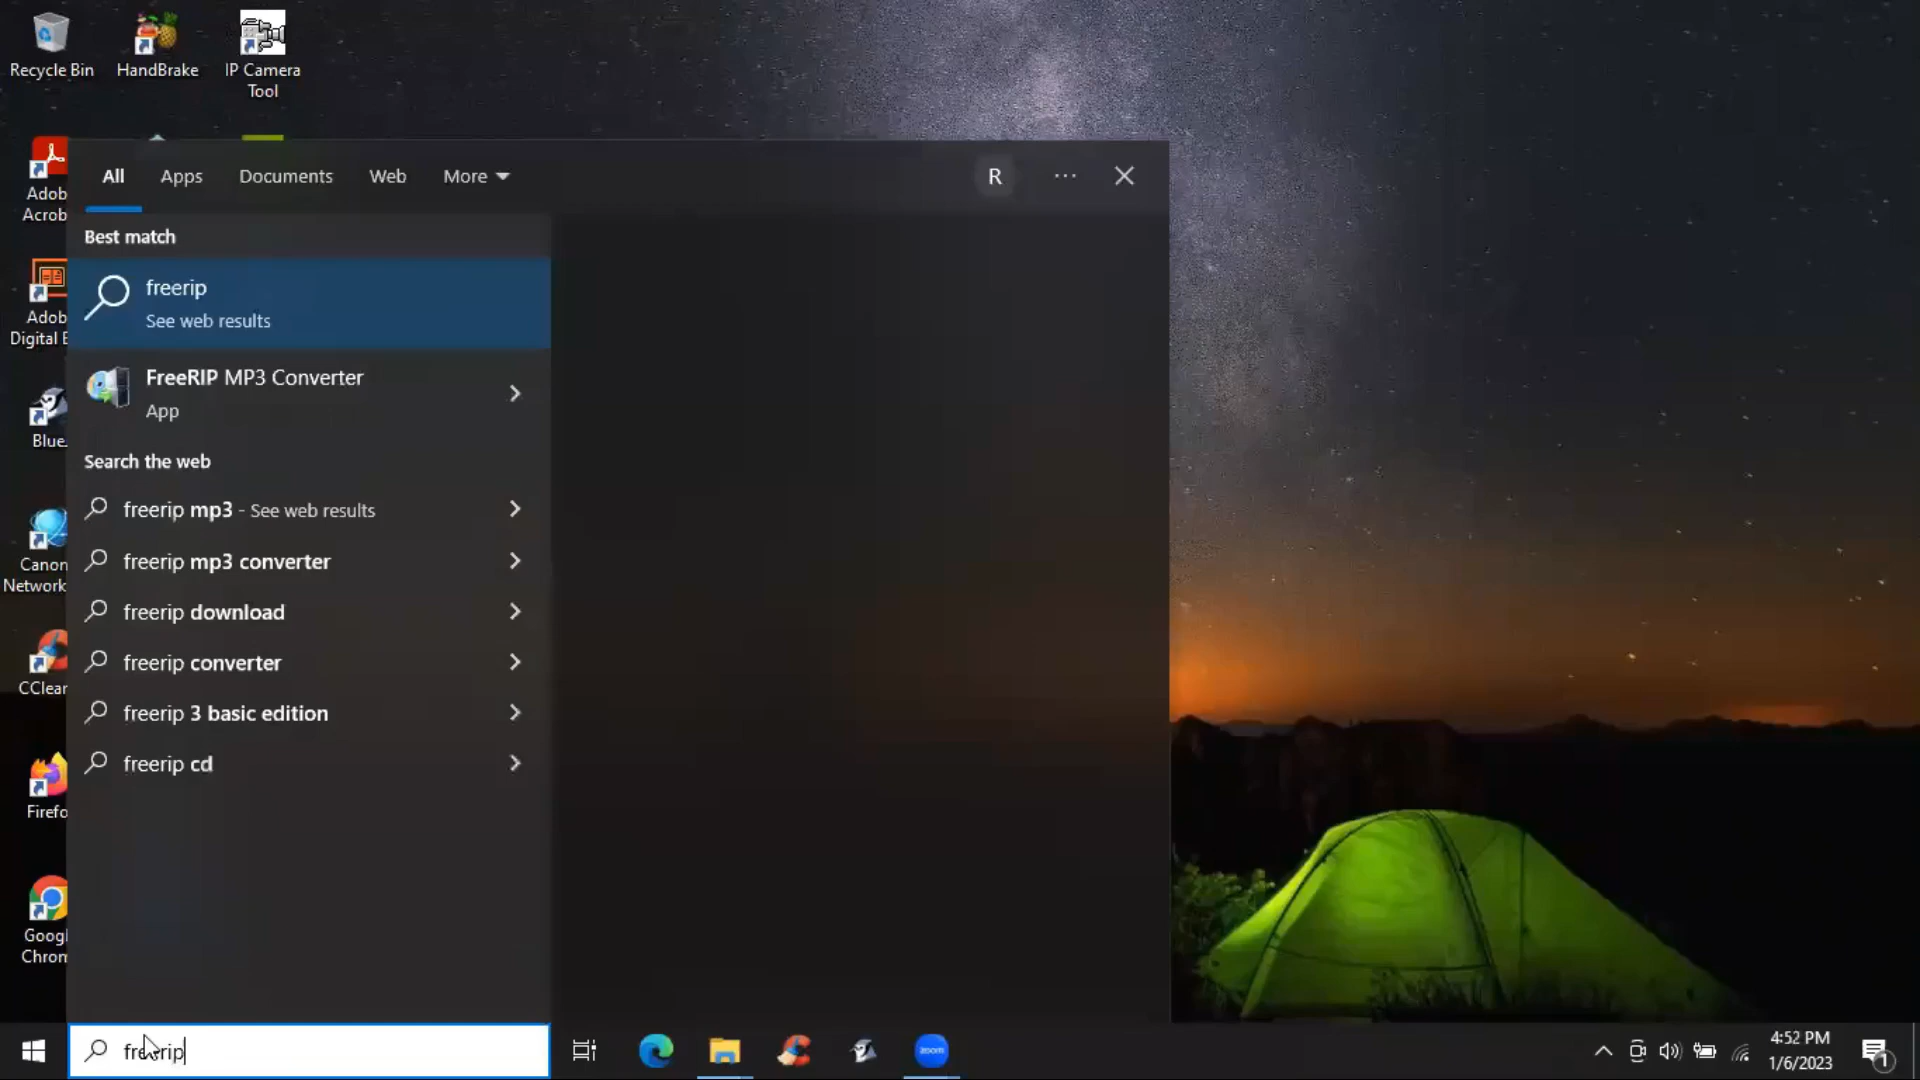 Recycle Bin
HandBrake
IP Camera
Tool
Adob
Acrob
Adob
Digital E
Blue
Canon
Network
CClean
Firefo
Googl
Chrom
All
Apps
Documents
Web
More
R
Best match
freerip
See web results
FreeRIP MP3 Converter
App
Search the web
freerip mp3 - See web results
freerip mp3 converter
freerip download
freerip converter
freerip 3 basic edition
freerip cd
freerip
zoom
4:52 PM
1/6/2023
1